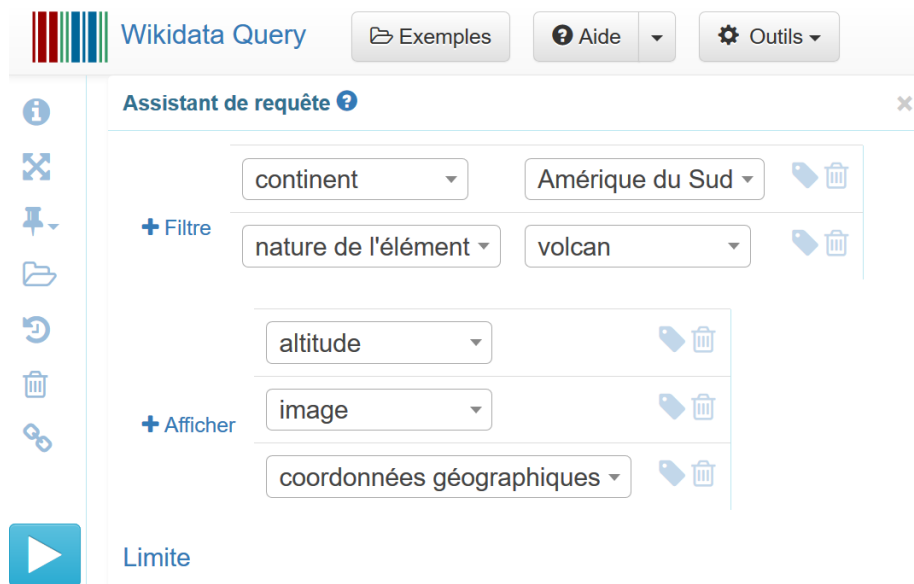 Wikidata Query Exemples Aide Outils
Assistant de requête
continent Amérique du Sud
Filtre
nature de l'élément volcan
altitude
image
Afficher
coordonnées géographiques
Limite